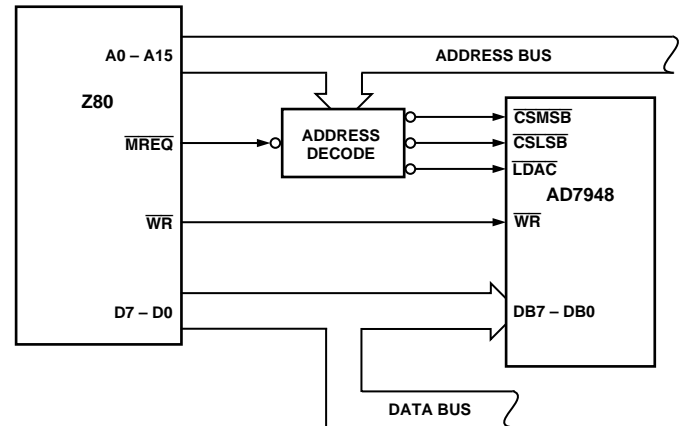 A0 – A15
ADDRESS BUS
Z80
MREQ
ADDRESS
DECODE
CSMSB
CSLSB
LDAC
AD7948
WR
WR
D7 – D0
DB7 – DB0
DATA BUS